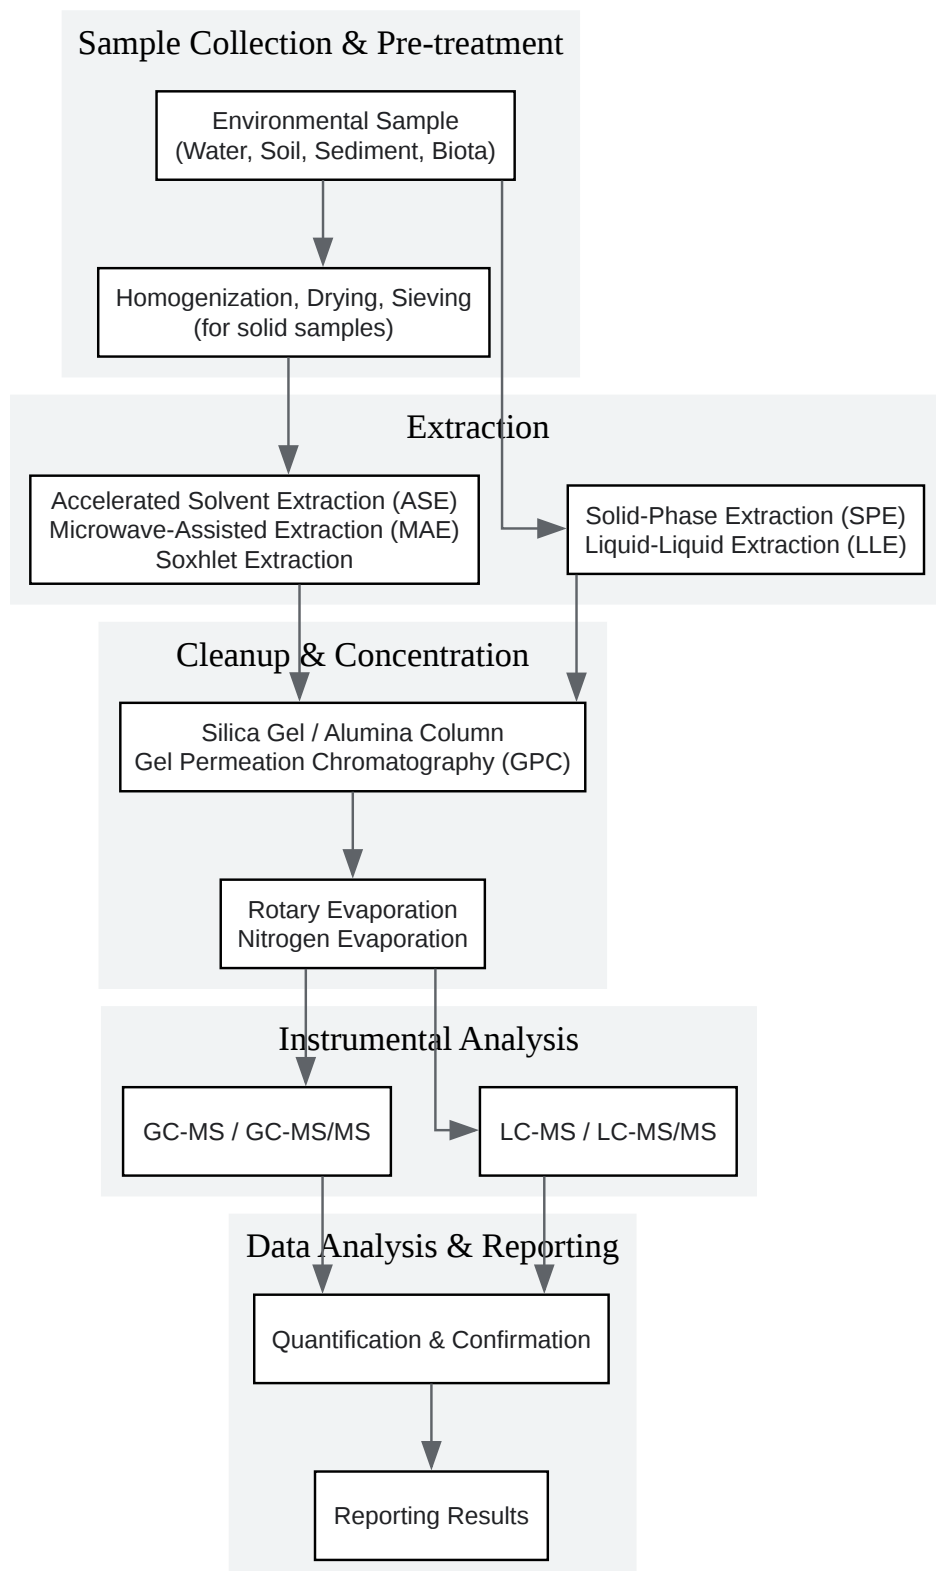 Sample Collection & Pre-treatment
Environmental Sample
(Water, Soil, Sediment, Biota)
Homogenization, Drying, Sieving
(for solid samples)
Extraction
Accelerated Solvent Extraction (ASE)
Microwave-Assisted Extraction (MAE)
Soxhlet Extraction
Solid-Phase Extraction (SPE)
Liquid-Liquid Extraction (LLE)
Cleanup & Concentration
Silica Gel / Alumina Column
Gel Permeation Chromatography (GPC)
Rotary Evaporation
Nitrogen Evaporation
Instrumental Analysis
GC-MS / GC-MS/MS
LC-MS / LC-MS/MS
Data Analysis & Reporting
Quantification & Confirmation
Reporting Results